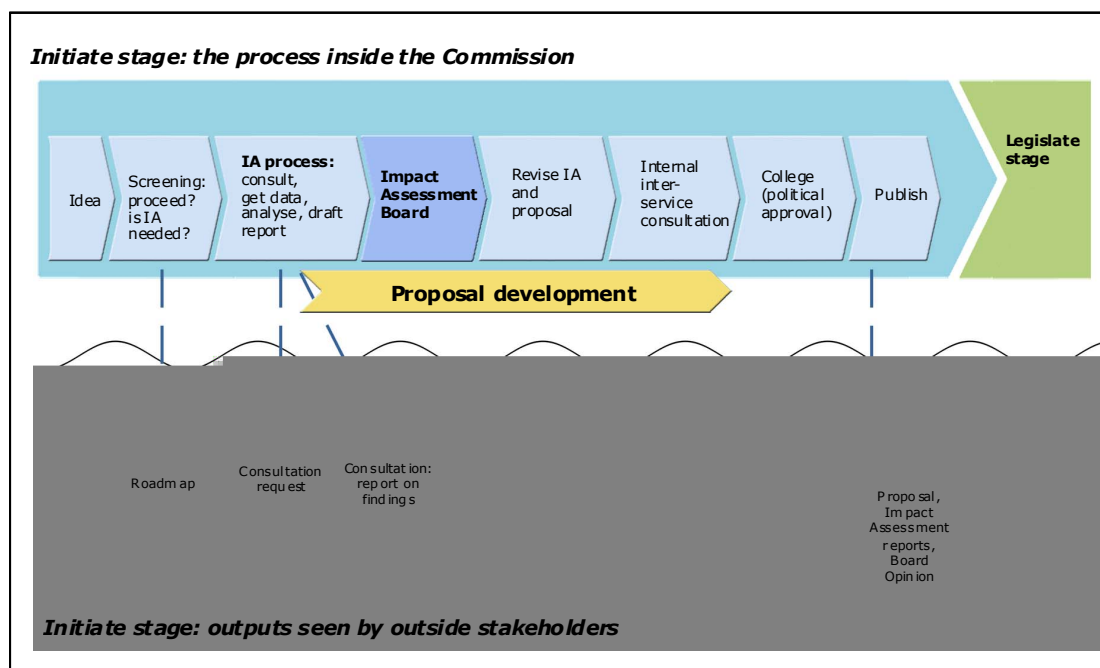 Initiate stage: the process inside the Commission
Idea
Screening:
proceed?
is IA
needed?
IA process:
consult,
get data,
analyse, draft
report
Impact
Assessment
Board
Revise IA
and
proposal
Internal
inter-
service
consultation
College
(political
approval)
Publish
Legislate
stage
Proposal development
Roadmap
Consultation
request
Consultation:
report on
findings
Proposal,
Impact
Assessment
reports,
Board
Opinion
Initiate stage: outputs seen by outside stakeholders